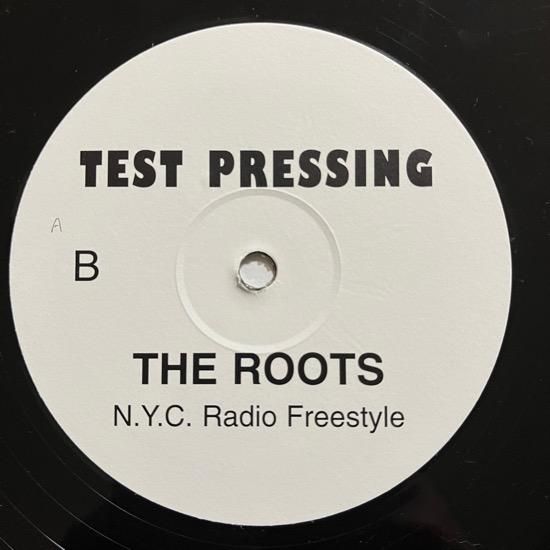 TEST PRESSING
A
B
THE ROOTS
N.Y.C. Radio Freestyle